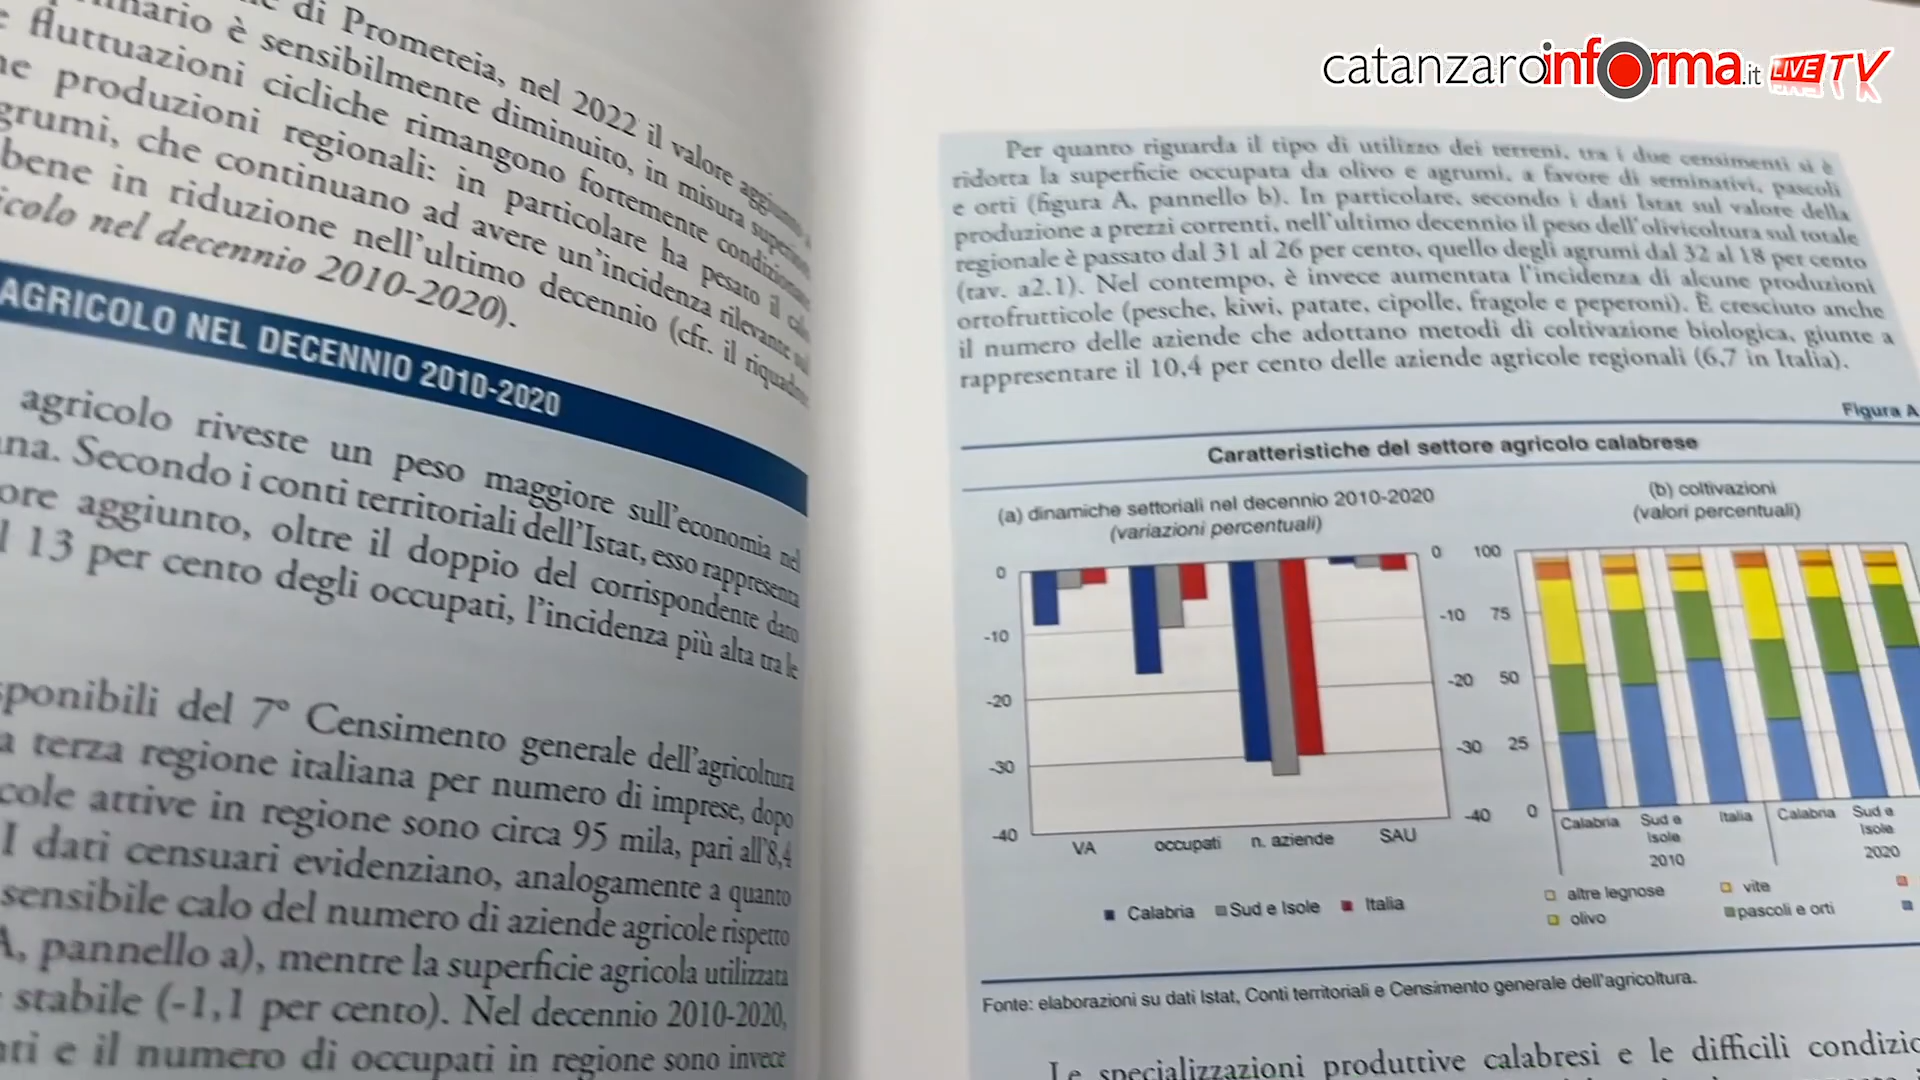 catanzaroinforma.it LIVE TV
di Prometeia, nel 2022 il valore aggiunto
è sensibilmente diminuito, in misura superiore
fluttuazioni cicliche rimangono fortemente condizionate
produzioni regionali: in particolare ha pesato il calo
agrumi, che continuano ad avere un'incidenza rilevante sul
bene in riduzione nell'ultimo decennio (cfr. il riquadro:
nel decennio 2010-2020).
AGRICOLO NEL DECENNIO 2010-2020
agricolo riveste un peso maggiore sull'economia nel
na. Secondo i conti territoriali dell'Istat, esso rappresenta
ore aggiunto, oltre il doppio del corrispondente dato
l 13 per cento degli occupati, l'incidenza più alta tra le
sponibili del 7° Censimento generale dell'agricoltura
a terza regione italiana per numero di imprese, dopo
cole attive in regione sono circa 95 mila, pari all'8,4
I dati censuari evidenziano, analogamente a quanto
sensibile calo del numero di aziende agricole rispetto
A, pannello a), mentre la superficie agricola utilizzata
stabile (-1,1 per cento). Nel decennio 2010-2020,
ti e il numero di occupati in regione sono invece
Per quanto riguarda il tipo di utilizzo dei terreni, tra i due censimenti si è
ridotta la superficie occupata da olivo e agrumi, a favore di seminativi, pascoli
e orti (figura A, pannello b). In particolare, secondo i dati Istat sul valore della
produzione a prezzi correnti, nell'ultimo decennio il peso dell'olivicoltura sul totale
regionale è passato dal 31 al 26 per cento, quello degli agrumi dal 32 al 18 per cento
(tav. a2.1). Nel contempo, è invece aumentata l'incidenza di alcune produzioni
ortofrutticole (pesche, kiwi, patate, cipolle, fragole e peperoni). È cresciuto anche
il numero delle aziende che adottano metodi di coltivazione biologica, giunte a
rappresentare il 10,4 per cento delle aziende agricole regionali (6,7 in Italia).
Figura A
Caratteristiche del settore agricolo calabrese
(a) dinamiche settoriali nel decennio 2010-2020
(variazioni percentuali)
0
-10
-20
-30
-40
0
-10
-20
-30
-40
VA occupati n. aziende SAU
Calabria Sud e Isole Italia
(b) coltivazioni
(valori percentuali)
100
75
50
25
0
Calabria Sud e Isole Italia Calabria Sud e Isole
2010 2020
altre legnose vite
olivo pascoli e orti
Fonte: elaborazioni su dati Istat, Conti territoriali e Censimento generale dell'agricoltura.
Le specializzazioni produttive calabresi e le difficili condizio